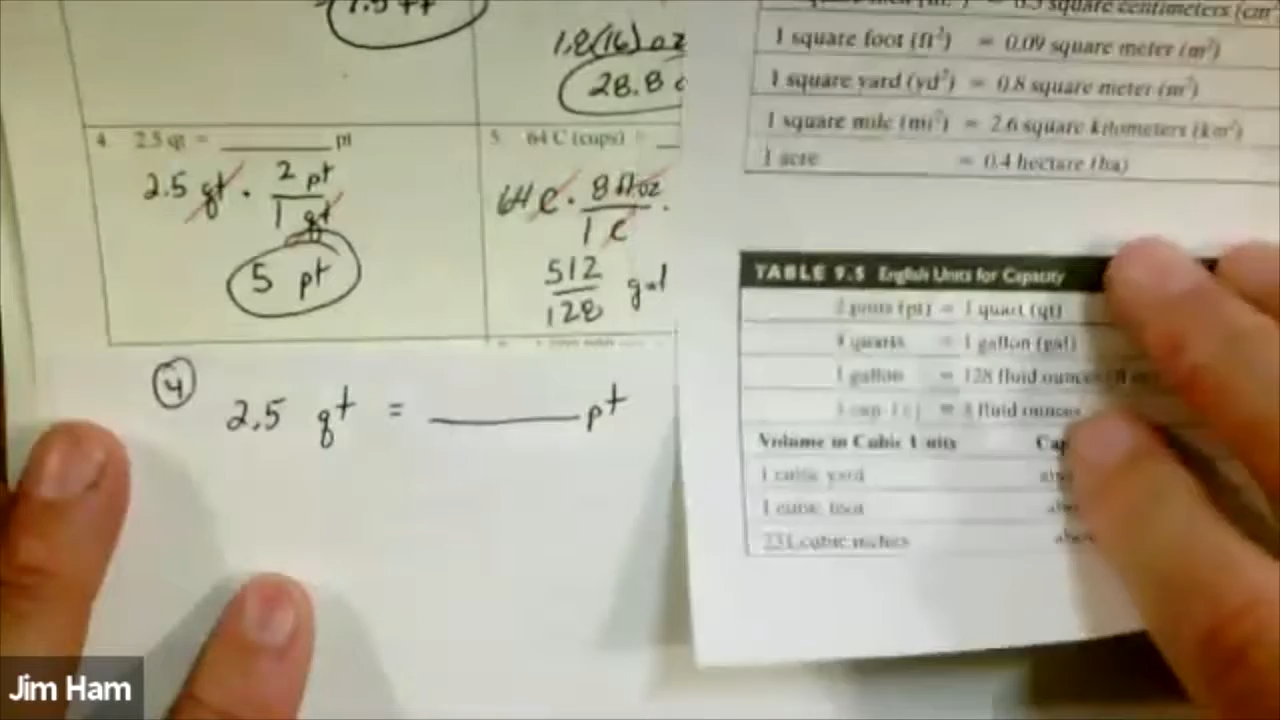 1.8(16) oz
28.8
4. 2.5 qt = ________ pt
2.5 qt · 2 pt
1 qt
5 pt
5. 64 C (cups) =
64 c · 8 fl oz
1 c
512
128 gal
4
2.5 qt = ________ pt
1 square foot (ft²) = 0.09 square meter (m²)
1 square yard (yd²) = 0.8 square meter (m²)
1 square mile (mi²) = 2.6 square kilometers (km²)
1 acre = 0.4 hectare (ha)
TABLE 9.5 English Units for Capacity
2 pints (pt) = 1 quart (qt)
4 quarts = 1 gallon (gal)
1 gallon = 128 fluid ounces
1 cup (c) = 8 fluid ounces
Volume in Cubic Units
1 cubic yard
1 cubic foot
231 cubic inches
Jim Ham